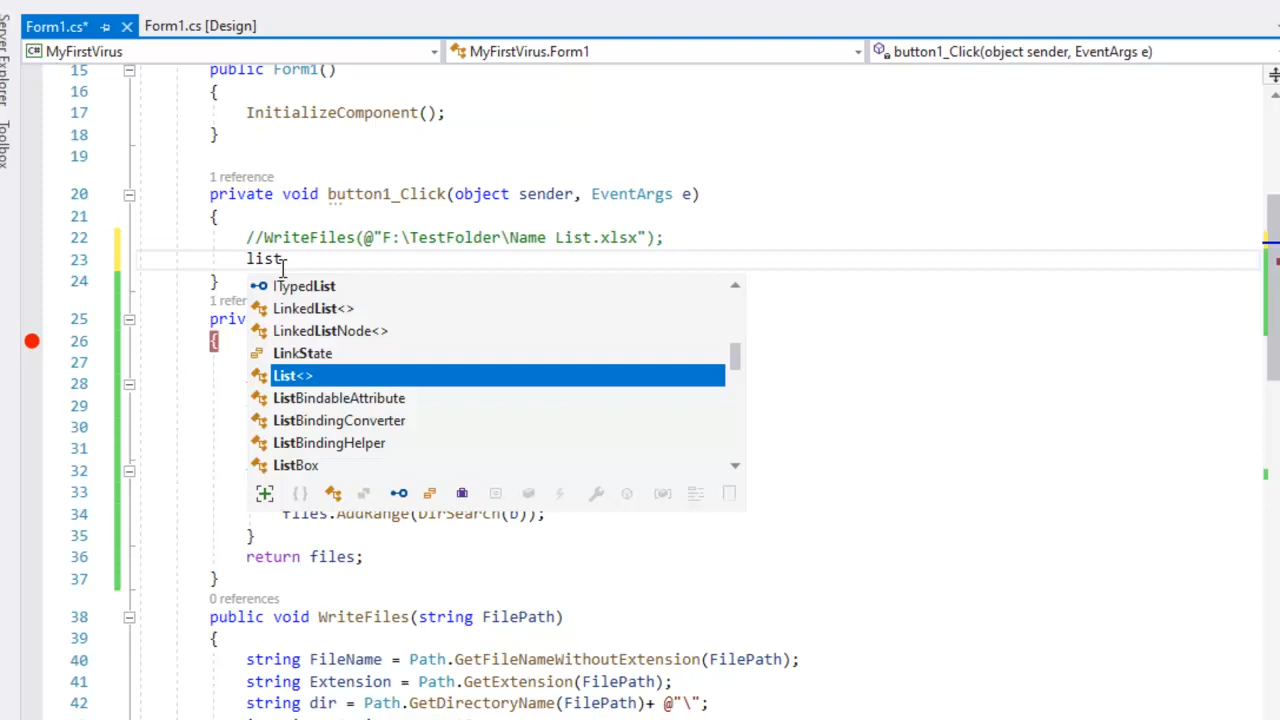 Form1.cs*
Form1.cs [Design]
Server Explorer
Toolbox
C# MyFirstVirus
MyFirstVirus.Form1
button1_Click(object sender, EventArgs e)
15 public Form1()
16 {
17 InitializeComponent();
18 }
19
1 reference
20 private void button1_Click(object sender, EventArgs e)
21 {
22 //WriteFiles(@"F:\TestFolder\Name List.xlsx");
23 list
24 }
ITypedList
LinkedList<>
LinkedListNode<>
LinkState
List<>
ListBindableAttribute
ListBindingConverter
ListBindingHelper
ListBox
1 refer
25 priv
26 {
27
28
29
30
31
32
33
34 files.AddRange(DirSearch(b));
35 }
36 return files;
37 }
0 references
38 public void WriteFiles(string FilePath)
39 {
40 string FileName = Path.GetFileNameWithoutExtension(FilePath);
41 string Extension = Path.GetExtension(FilePath);
42 string dir = Path.GetDirectoryName(FilePath)+ @"\";